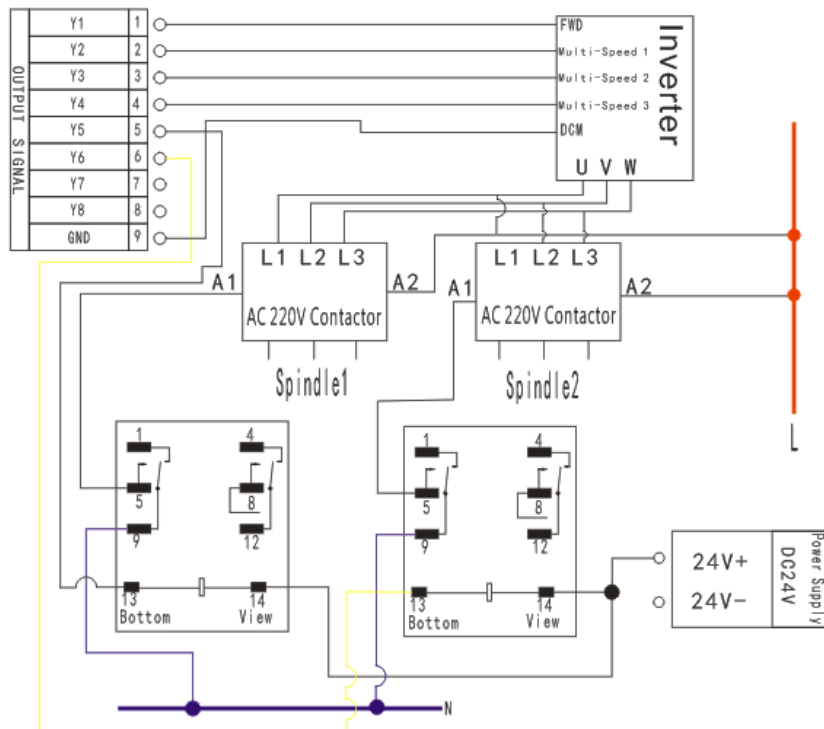 OUTPUT SIGNAL
Y1 1
Y2 2
Y3 3
Y4 4
Y5 5
Y6 6
Y7 7
Y8 8
GND 9
FWD
Multi-Speed 1
Multi-Speed 2
Multi-Speed 3
DCM
Inverter
U V W
L1 L2 L3
A1 A2
AC 220V Contactor
Spindle1
L1 L2 L3
A1 A2
AC 220V Contactor
Spindle2
L
1 4
5 8
9 12
13 14
Bottom View
1 4
5 8
9 12
13 14
Bottom View
24V+
24V-
DC24V
Power Supply
N